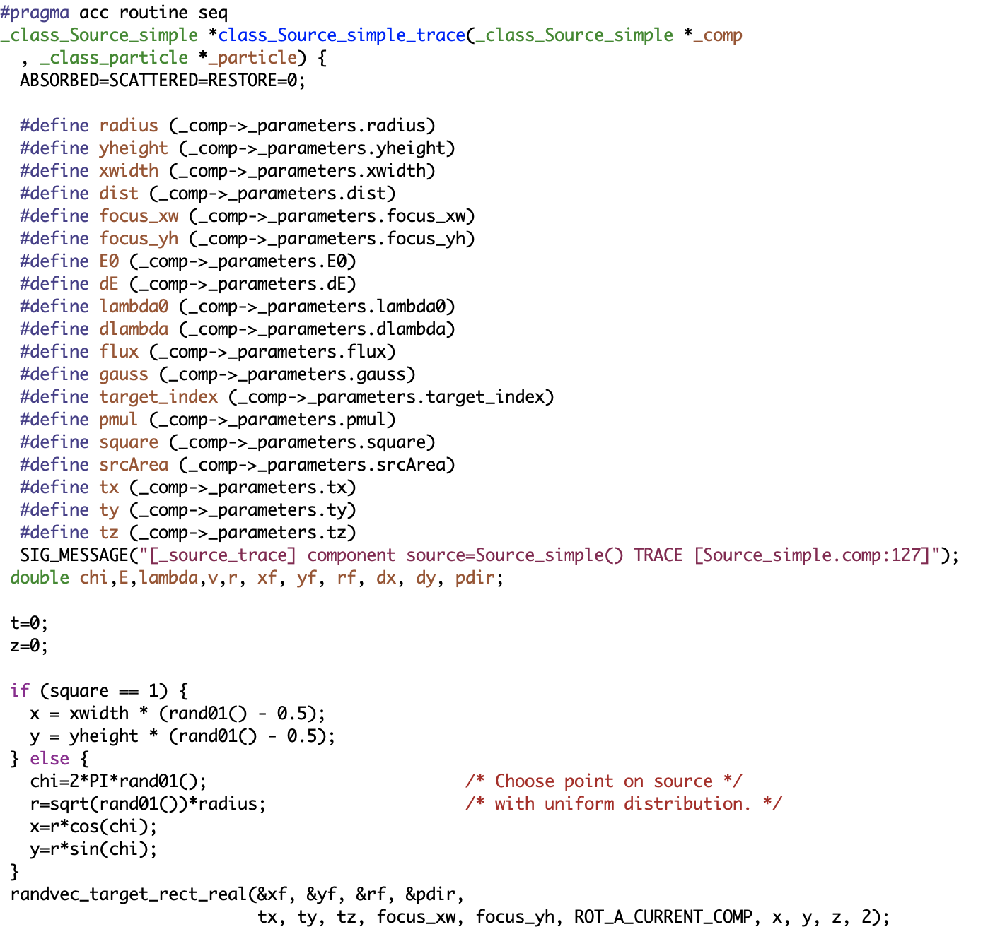 #pragma acc routine seq
_class_Source_simple *class_Source_simple_trace(_class_Source_simple *_comp
  , _class_particle *_particle) {
  ABSORBED=SCATTERED=RESTORE=0;

  #define radius (_comp->_parameters.radius)
  #define yheight (_comp->_parameters.yheight)
  #define xwidth (_comp->_parameters.xwidth)
  #define dist (_comp->_parameters.dist)
  #define focus_xw (_comp->_parameters.focus_xw)
  #define focus_yh (_comp->_parameters.focus_yh)
  #define E0 (_comp->_parameters.E0)
  #define dE (_comp->_parameters.dE)
  #define lambda0 (_comp->_parameters.lambda0)
  #define dlambda (_comp->_parameters.dlambda)
  #define flux (_comp->_parameters.flux)
  #define gauss (_comp->_parameters.gauss)
  #define target_index (_comp->_parameters.target_index)
  #define pmul (_comp->_parameters.pmul)
  #define square (_comp->_parameters.square)
  #define srcArea (_comp->_parameters.srcArea)
  #define tx (_comp->_parameters.tx)
  #define ty (_comp->_parameters.ty)
  #define tz (_comp->_parameters.tz)
  SIG_MESSAGE("[_source_trace] component source=Source_simple() TRACE [Source_simple.comp:127]");
 double chi,E,lambda,v,r, xf, yf, rf, dx, dy, pdir;

 t=0;
 z=0;

 if (square == 1) {
   x = xwidth * (rand01() - 0.5);
   y = yheight * (rand01() - 0.5);
 } else {
   chi=2*PI*rand01();                          /* Choose point on source */
   r=sqrt(rand01())*radius;                    /* with uniform distribution. */
   x=r*cos(chi);
   y=r*sin(chi);
 }
 randvec_target_rect_real(&xf, &yf, &rf, &pdir,
                          tx, ty, tz, focus_xw, focus_yh, ROT_A_CURRENT_COMP, x, y, z, 2);